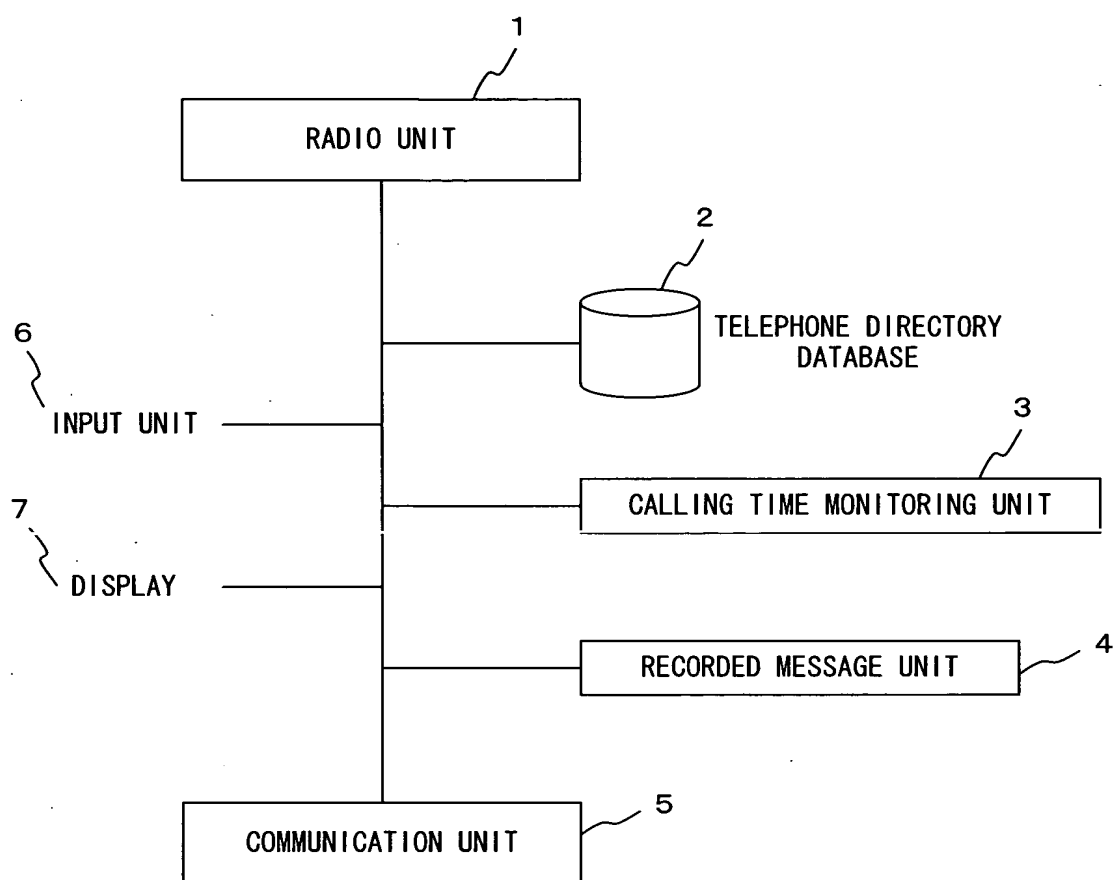 1
RADIO UNIT
2
TELEPHONE DIRECTORY
DATABASE
6
INPUT UNIT
3
CALLING TIME MONITORING UNIT
7
DISPLAY
4
RECORDED MESSAGE UNIT
5
COMMUNICATION UNIT